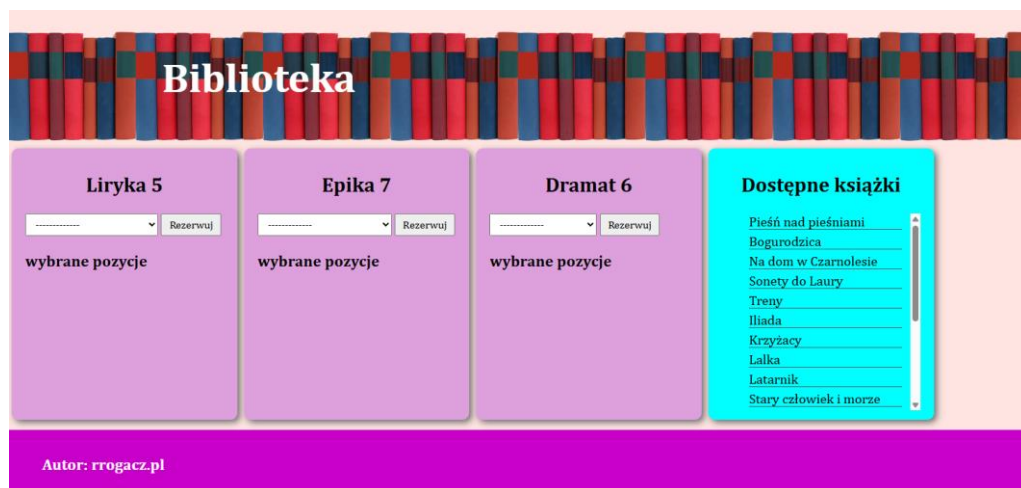 Biblioteka
Liryka 5
------------- Rezerwuj
wybrane pozycje
Epika 7
------------- Rezerwuj
wybrane pozycje
Dramat 6
------------- Rezerwuj
wybrane pozycje
Dostępne książki
Pieśń nad pieśniami
Bogurodzica
Na dom w Czarnolesie
Sonety do Laury
Treny
Iliada
Krzyżacy
Lalka
Latarnik
Stary człowiek i morze
Autor: rrogacz.pl